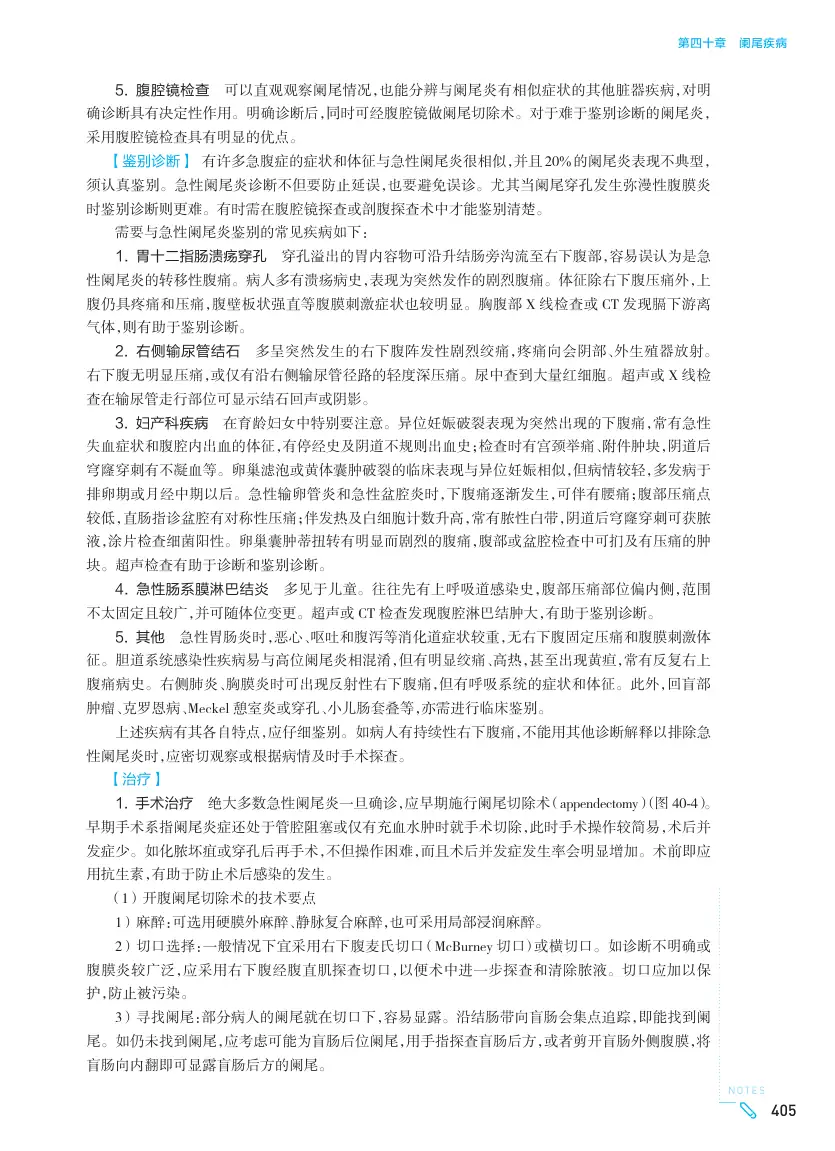 第四十章　阑尾疾病
5. 腹腔镜检查　可以直观观察阑尾情况,也能分辨与阑尾炎有相似症状的其他脏器疾病,对明
确诊断具有决定性作用。明确诊断后,同时可经腹腔镜做阑尾切除术。对于难于鉴别诊断的阑尾炎,
采用腹腔镜检查具有明显的优点。
【鉴别诊断】 有许多急腹症的症状和体征与急性阑尾炎很相似,并且20%的阑尾炎表现不典型,
须认真鉴别。急性阑尾炎诊断不但要防止延误,也要避免误诊。尤其当阑尾穿孔发生弥漫性腹膜炎
时鉴别诊断则更难。有时需在腹腔镜探查或剖腹探查术中才能鉴别清楚。
需要与急性阑尾炎鉴别的常见疾病如下:
1. 胃十二指肠溃疡穿孔　穿孔溢出的胃内容物可沿升结肠旁沟流至右下腹部,容易误认为是急
性阑尾炎的转移性腹痛。病人多有溃疡病史,表现为突然发作的剧烈腹痛。体征除右下腹压痛外,上
腹仍具疼痛和压痛,腹壁板状强直等腹膜刺激症状也较明显。胸腹部 X 线检查或 CT 发现膈下游离
气体,则有助于鉴别诊断。
2. 右侧输尿管结石　多呈突然发生的右下腹阵发性剧烈绞痛,疼痛向会阴部、外生殖器放射。
右下腹无明显压痛,或仅有沿右侧输尿管径路的轻度深压痛。尿中查到大量红细胞。超声或 X 线检
查在输尿管走行部位可显示结石回声或阴影。
3. 妇产科疾病　在育龄妇女中特别要注意。异位妊娠破裂表现为突然出现的下腹痛,常有急性
失血症状和腹腔内出血的体征,有停经史及阴道不规则出血史;检查时有宫颈举痛、附件肿块,阴道后
穹窿穿刺有不凝血等。卵巢滤泡或黄体囊肿破裂的临床表现与异位妊娠相似,但病情较轻,多发病于
排卵期或月经中期以后。急性输卵管炎和急性盆腔炎时,下腹痛逐渐发生,可伴有腰痛;腹部压痛点
较低,直肠指诊盆腔有对称性压痛;伴发热及白细胞计数升高,常有脓性白带,阴道后穹窿穿刺可获脓
液,涂片检查细菌阳性。卵巢囊肿蒂扭转有明显而剧烈的腹痛,腹部或盆腔检查中可扪及有压痛的肿
块。超声检查有助于诊断和鉴别诊断。
4. 急性肠系膜淋巴结炎　多见于儿童。往往先有上呼吸道感染史,腹部压痛部位偏内侧,范围
不太固定且较广,并可随体位变更。超声或 CT 检查发现腹腔淋巴结肿大,有助于鉴别诊断。
5. 其他　急性胃肠炎时,恶心、呕吐和腹泻等消化道症状较重,无右下腹固定压痛和腹膜刺激体
征。胆道系统感染性疾病易与高位阑尾炎相混淆,但有明显绞痛、高热,甚至出现黄疸,常有反复右上
腹痛病史。右侧肺炎、胸膜炎时可出现反射性右下腹痛,但有呼吸系统的症状和体征。此外,回盲部
肿瘤、克罗恩病、Meckel 憩室炎或穿孔、小儿肠套叠等,亦需进行临床鉴别。
上述疾病有其各自特点,应仔细鉴别。如病人有持续性右下腹痛,不能用其他诊断解释以排除急
性阑尾炎时,应密切观察或根据病情及时手术探查。
【治疗】
1. 手术治疗　绝大多数急性阑尾炎一旦确诊,应早期施行阑尾切除术(appendectomy)(图 40-4)。
早期手术系指阑尾炎症还处于管腔阻塞或仅有充血水肿时就手术切除,此时手术操作较简易,术后并
发症少。如化脓坏疽或穿孔后再手术,不但操作困难,而且术后并发症发生率会明显增加。术前即应
用抗生素,有助于防止术后感染的发生。
(1)开腹阑尾切除术的技术要点
1)麻醉:可选用硬膜外麻醉、静脉复合麻醉,也可采用局部浸润麻醉。
2)切口选择:一般情况下宜采用右下腹麦氏切口(McBurney 切口)或横切口。如诊断不明确或
腹膜炎较广泛,应采用右下腹经腹直肌探查切口,以便术中进一步探查和清除脓液。切口应加以保
护,防止被污染。
3)寻找阑尾:部分病人的阑尾就在切口下,容易显露。沿结肠带向盲肠会集点追踪,即能找到阑
尾。如仍未找到阑尾,应考虑可能为盲肠后位阑尾,用手指探查盲肠后方,或者剪开盲肠外侧腹膜,将
盲肠向内翻即可显露盲肠后方的阑尾。
NOTES
405